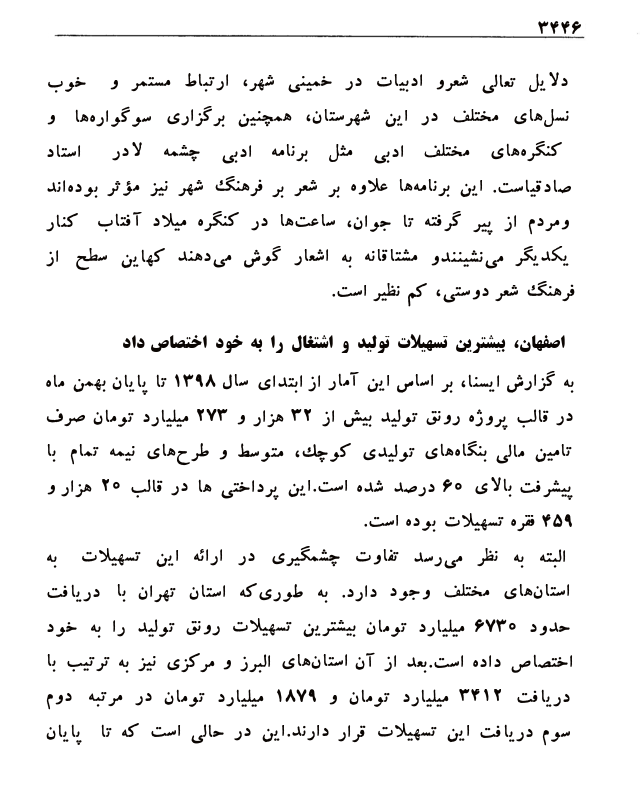 ۳۴۴۶
دلایل تعالی شعرو ادبیات در خمینی شهر، ارتباط مستمر و خوب
نسل‌های مختلف در این شهرستان، همچنین برگزاری سوگواره‌ها و
کنگره‌های مختلف ادبی مثل برنامه ادبی چشمه لادر استاد
صادقیاست. این برنامه‌ها علاوه بر شعر بر فرهنگ شهر نیز مؤثر بوده‌اند
ومردم از پیر گرفته تا جوان، ساعت‌ها در کنگره میلاد آفتاب کنار
یکدیگر می‌نشینندو مشتاقانه به اشعار گوش می‌دهند کهاین سطح از
فرهنگ شعر دوستی، کم نظیر است.
اصفهان، بیشترین تسهیلات تولید و اشتغال را به خود اختصاص داد
به گزارش ایسنا، بر اساس این آمار از ابتدای سال ۱۳۹۸ تا پایان بهمن ماه
در قالب پروژه رونق تولید بیش از ۳۲ هزار و ۲۷۳ میلیارد تومان صرف
تامین مالی بنگاه‌های تولیدی کوچک، متوسط و طرح‌های نیمه تمام با
پیشرفت بالای ۶۰ درصد شده است.این پرداختی ها در قالب ۲۰ هزار و
۴۵۹ فقره تسهیلات بوده است.
البته به نظر می‌رسد تفاوت چشمگیری در ارائه این تسهیلات به
استان‌های مختلف وجود دارد. به طوری‌که استان تهران با دریافت
حدود ۶۷۳۰ میلیارد تومان بیشترین تسهیلات رونق تولید را به خود
اختصاص داده است.بعد از آن استان‌های البرز و مرکزی نیز به ترتیب با
دریافت ۳۴۱۲ میلیارد تومان و ۱۸۷۹ میلیارد تومان در مرتبه دوم
سوم دریافت این تسهیلات قرار دارند.این در حالی است که تا پایان